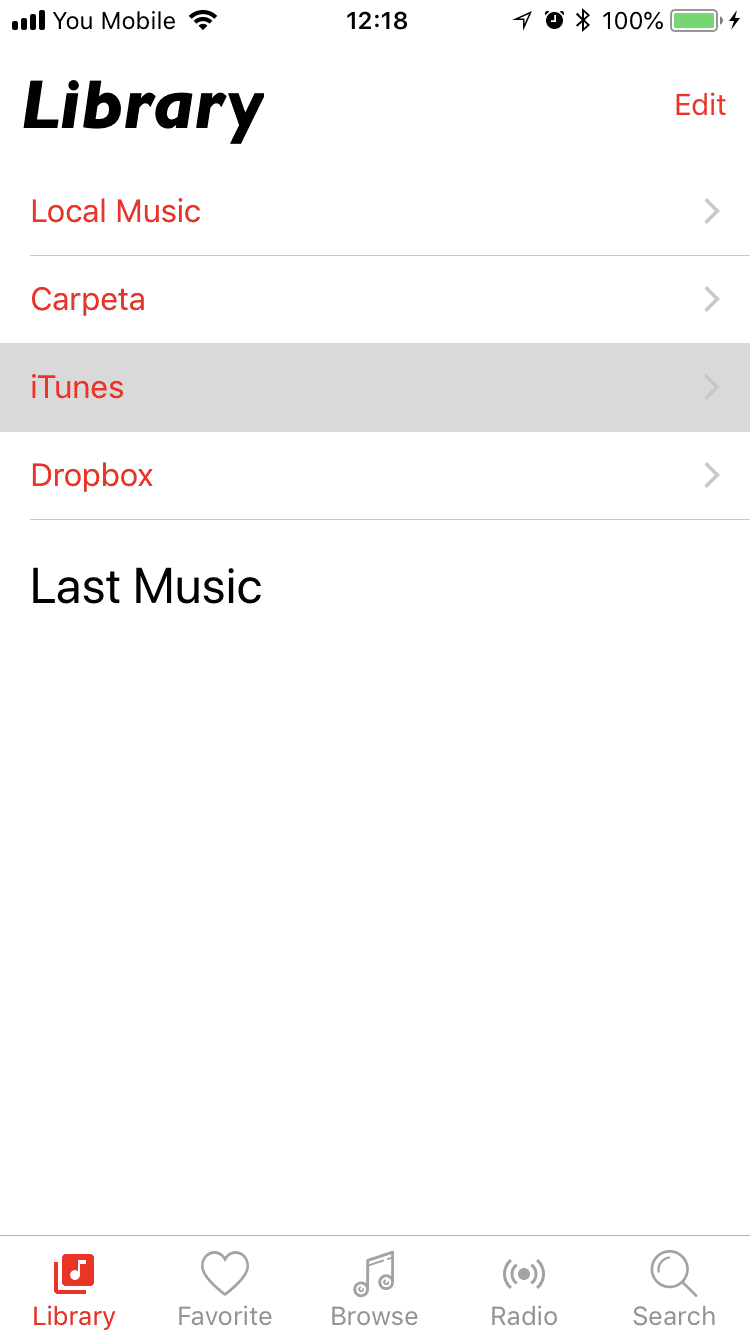 You Mobile 12:18 100%
Library Edit
Local Music
Carpeta
iTunes
Dropbox
Last Music
Library Favorite Browse Radio Search